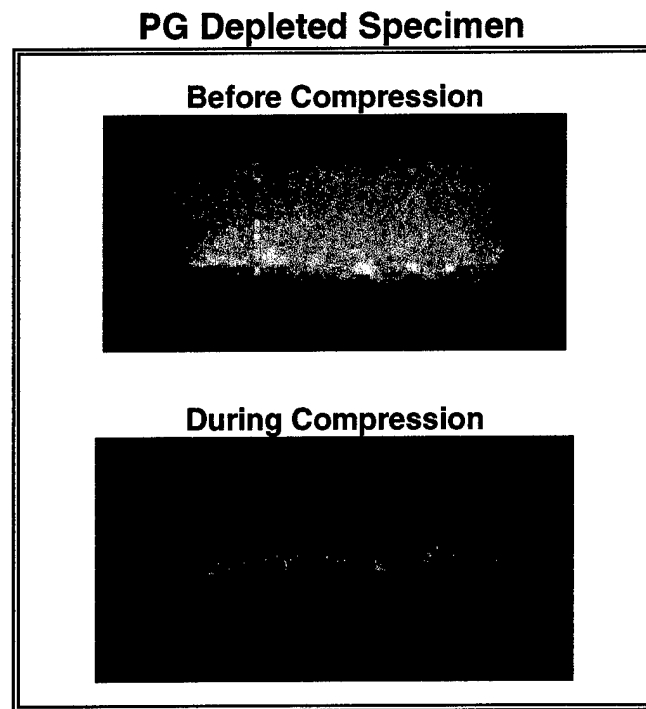 PG Depleted Specimen
Before Compression
During Compression